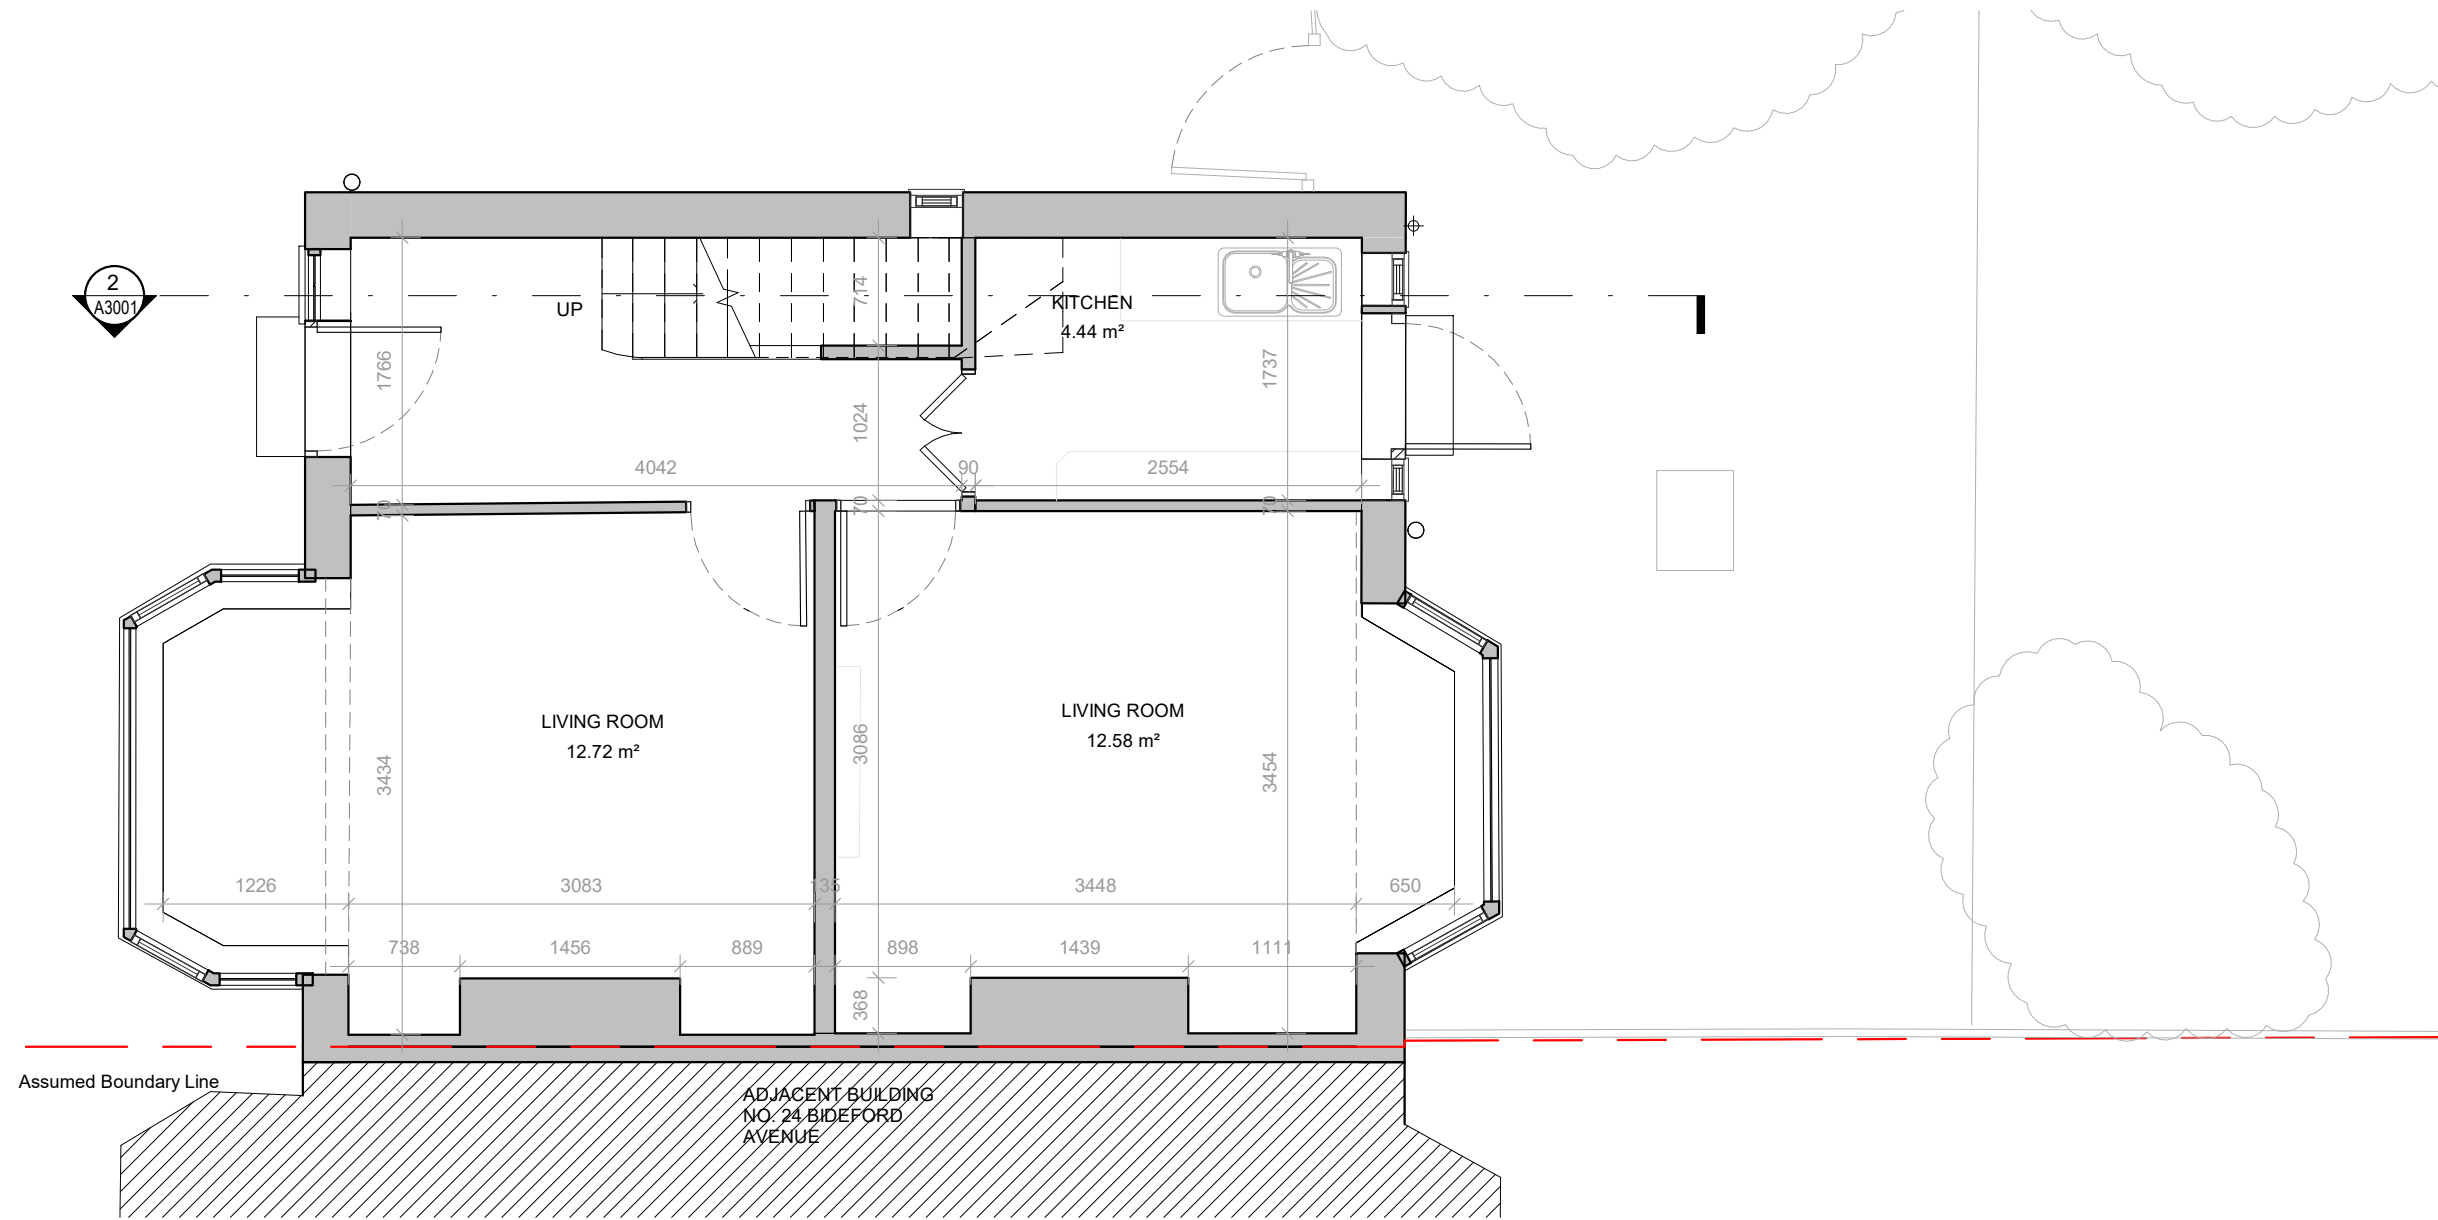 2
A3001
UP
KITCHEN
4.44 m²
714
1766
1024
1737
4042
90
2554
70
70
70
LIVING ROOM
12.72 m²
LIVING ROOM
12.58 m²
3434
3086
3454
1226
3083
135
3448
650
738
1456
889
898
1439
1111
368
Assumed Boundary Line
ADJACENT BUILDING
NO. 24 BIDEFORD
AVENUE